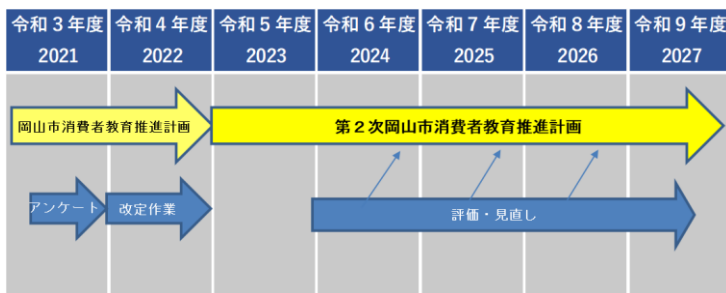 令和３年度 令和４年度 令和５年度 令和６年度 令和７年度 令和８年度 令和９年度
2021 2022 2023 2024 2025 2026 2027
岡山市消費者教育推進計画 第２次岡山市消費者教育推進計画
アンケート 改定作業 評価・見直し